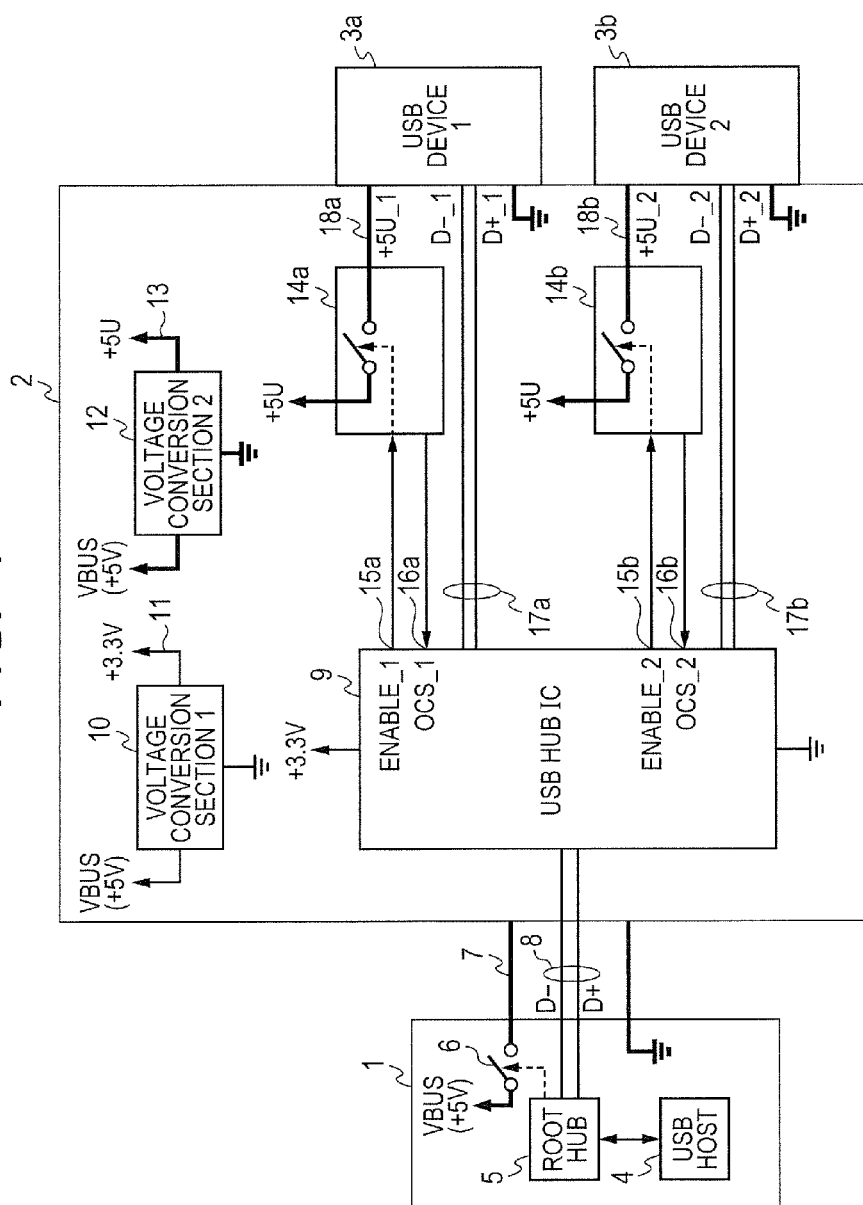 2
VBUS
(+5V)
+3.3V
11
10
VOLTAGE
CONVERSION
SECTION 1
VBUS
(+5V)
+5U
13
12
VOLTAGE
CONVERSION
SECTION 2
1
VBUS
(+5V)
6
7
5
ROOT
HUB
D−
8
D+
4
USB
HOST
+3.3V
9
USB HUB IC
ENABLE_1
OCS_1
15a
16a
17a
ENABLE_2
OCS_2
15b
16b
17b
+5U
14a
18a
+5U_1
D−_1
D+_1
3a
USB
DEVICE
1
+5U
14b
18b
+5U_2
D−_2
D+_2
3b
USB
DEVICE
2